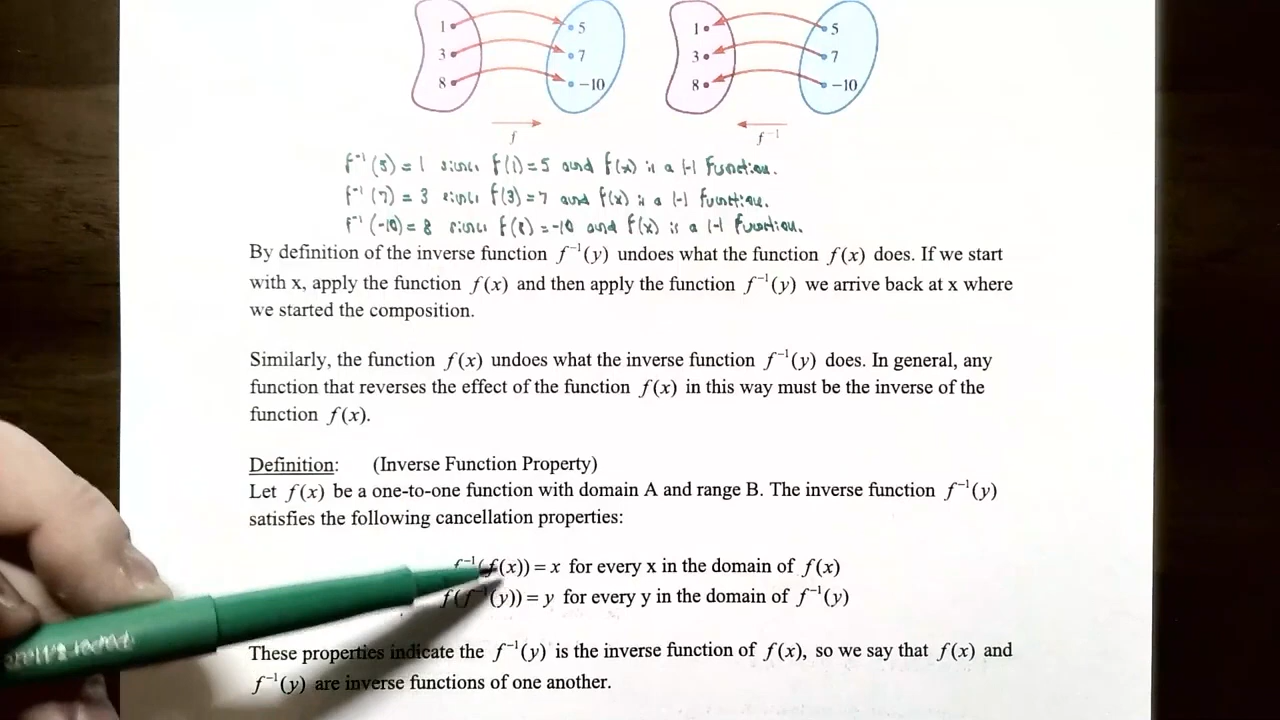 1 5 1 5
3 7 3 7
8 -10 8 -10
f f⁻¹
f⁻¹(5) = 1 since f(1) = 5 and f(x) is a 1-1 function.
f⁻¹(7) = 3 since f(3) = 7 and f(x) is a 1-1 function.
f⁻¹(-10) = 8 since f(8) = -10 and f(x) is a 1-1 function.
By definition of the inverse function f⁻¹(y) undoes what the function f(x) does. If we start
with x, apply the function f(x) and then apply the function f⁻¹(y) we arrive back at x where
we started the composition.
Similarly, the function f(x) undoes what the inverse function f⁻¹(y) does. In general, any
function that reverses the effect of the function f(x) in this way must be the inverse of the
function f(x).
Definition: (Inverse Function Property)
Let f(x) be a one-to-one function with domain A and range B. The inverse function f⁻¹(y)
satisfies the following cancellation properties:
f⁻¹(f(x)) = x for every x in the domain of f(x)
f(f⁻¹(y)) = y for every y in the domain of f⁻¹(y)
These properties indicate the f⁻¹(y) is the inverse function of f(x), so we say that f(x) and
f⁻¹(y) are inverse functions of one another.